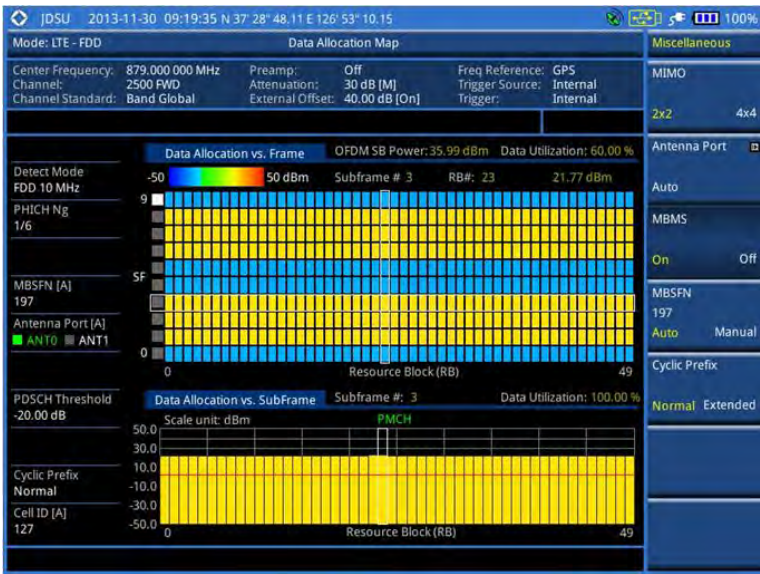 JDSU 2013-11-30 09:19:35 N 37' 28" 48.11 E 126' 53" 10.15 100%
Mode: LTE - FDD Data Allocation Map Miscellaneous
Center Frequency: 879.000 000 MHz Preamp: Off Freq Reference: GPS
Channel: 2500 FWD Attenuation: 30 dB [M] Trigger Source: Internal
Channel Standard: Band Global External Offset: 40.00 dB [On] Trigger: Internal
MIMO
2x2 4x4
Data Allocation vs. Frame OFDM SB Power: 35.99 dBm Data Utilization: 60.00 %
-50 50 dBm Subframe # 3 RB#: 23 21.77 dBm
Detect Mode
FDD 10 MHz
PHICH Ng
1/6
MBSFN [A]
197
Antenna Port [A]
ANT0 ANT1
9
SF
0
0 Resource Block (RB) 49
Antenna Port
Auto
MBMS
On Off
MBSFN
197
Auto Manual
Cyclic Prefix
Normal Extended
PDSCH Threshold
-20.00 dB
Cyclic Prefix
Normal
Cell ID [A]
127
Data Allocation vs. SubFrame Subframe #: 3 Data Utilization: 100.00 %
Scale unit: dBm PMCH
50.0
30.0
10.0
-10.0
-30.0
-50.0
0 Resource Block (RB) 49